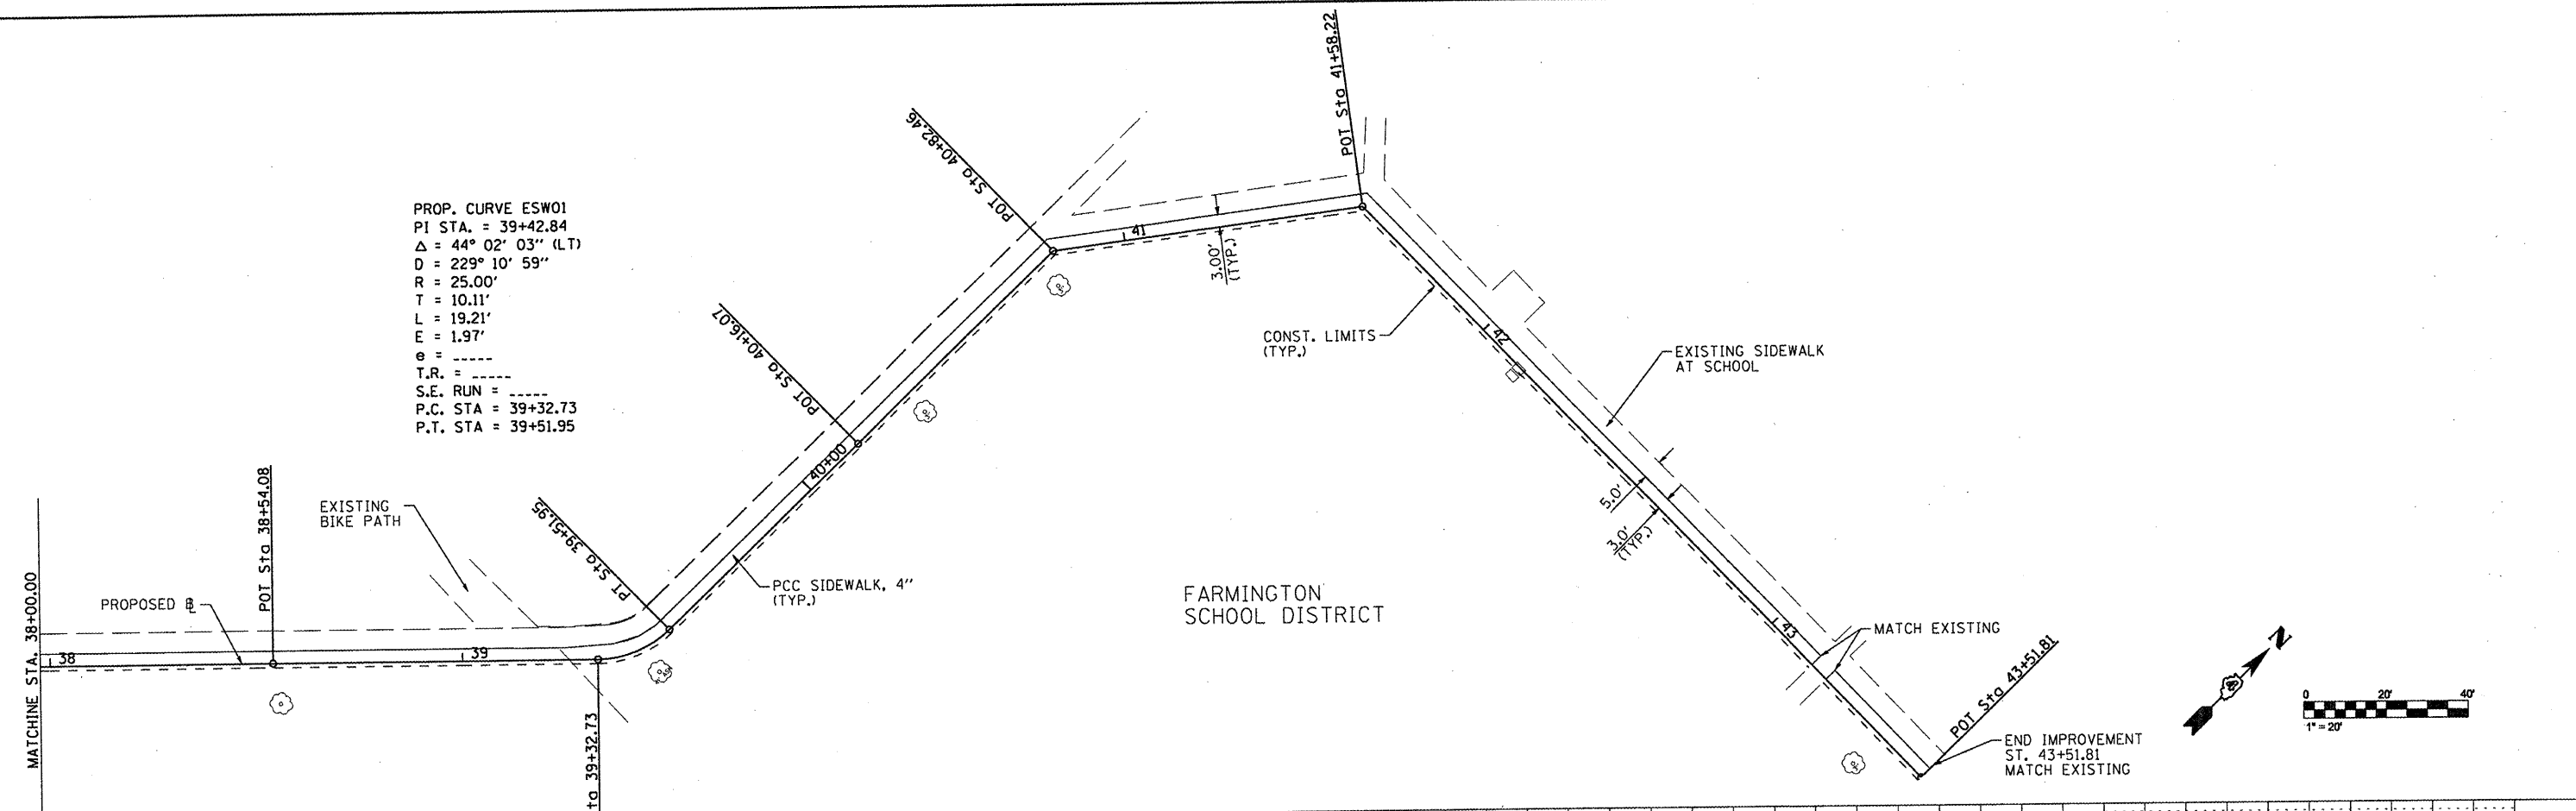 POT Sta 41+58.22
POT Sta 40+82.46
PROP. CURVE ESW01
PI STA. = 39+42.84
Δ = 44° 02' 03" (LT)
D = 229° 10' 59"
R = 25.00'
T = 10.11'
L = 19.21'
E = 1.97'
e = -----
T.R. = -----
S.E. RUN = -----
P.C. STA = 39+32.73
P.T. STA = 39+51.95
41
3.00'
(TYP.)
POT Sta 40+16.07
CONST. LIMITS
(TYP.)
42
EXISTING SIDEWALK
AT SCHOOL
40+00
POT Sta 38+54.08
EXISTING
BIKE PATH
PT Sta 39+51.95
5.0'
3.0'
(TYP.)
PCC SIDEWALK, 4"
(TYP.)
FARMINGTON
SCHOOL DISTRICT
MATCHINE STA. 38+00.00
PROPOSED ℄
38
39
43
MATCH EXISTING
POT Sta 43+51.81
N
0 20' 40'
1" = 20'
ta 39+32.73
END IMPROVEMENT
ST. 43+51.81
MATCH EXISTING